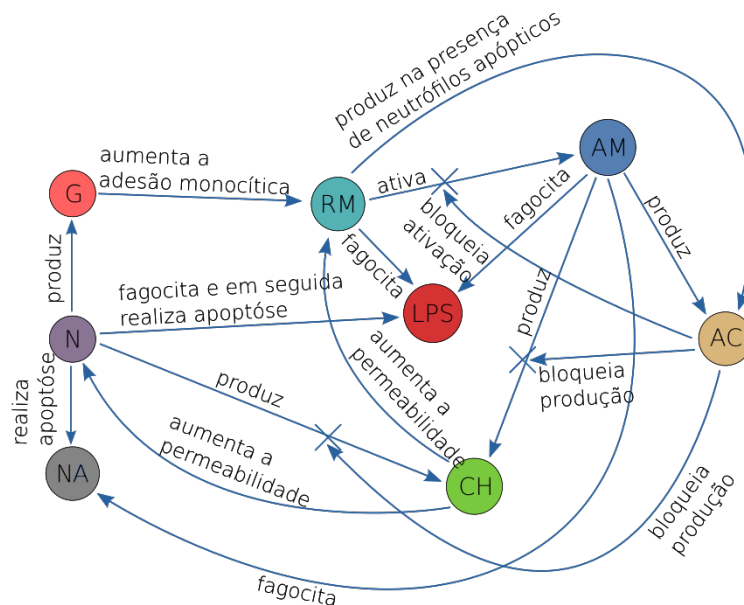 produz na presença
de neutrófilos apópticos
AM
aumenta a
adesão monocítica
G
RM
ativa
fagocita
produz
bloqueia
ativação
fagocita
produz
fagocita e em seguida
realiza apoptóse
LPS
produz
N
AC
realiza
apoptóse
produz
aumenta a
permeabilidade
bloqueia
produção
aumenta a
permeabilidade
NA
CH
bloqueia
produção
fagocita